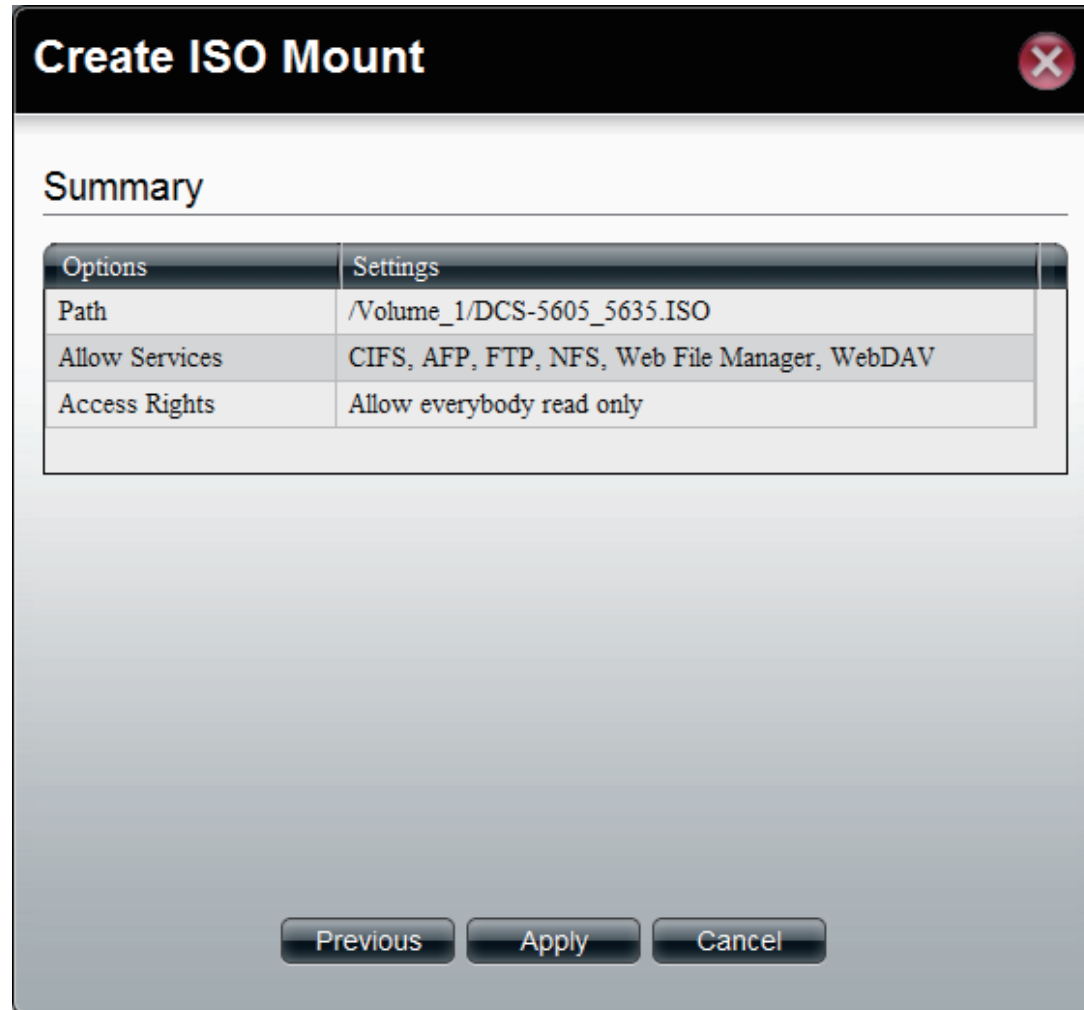 Create ISO Mount
Summary
Options Settings
Path /Volume_1/DCS-5605_5635.ISO
Allow Services CIFS, AFP, FTP, NFS, Web File Manager, WebDAV
Access Rights Allow everybody read only
Previous Apply Cancel